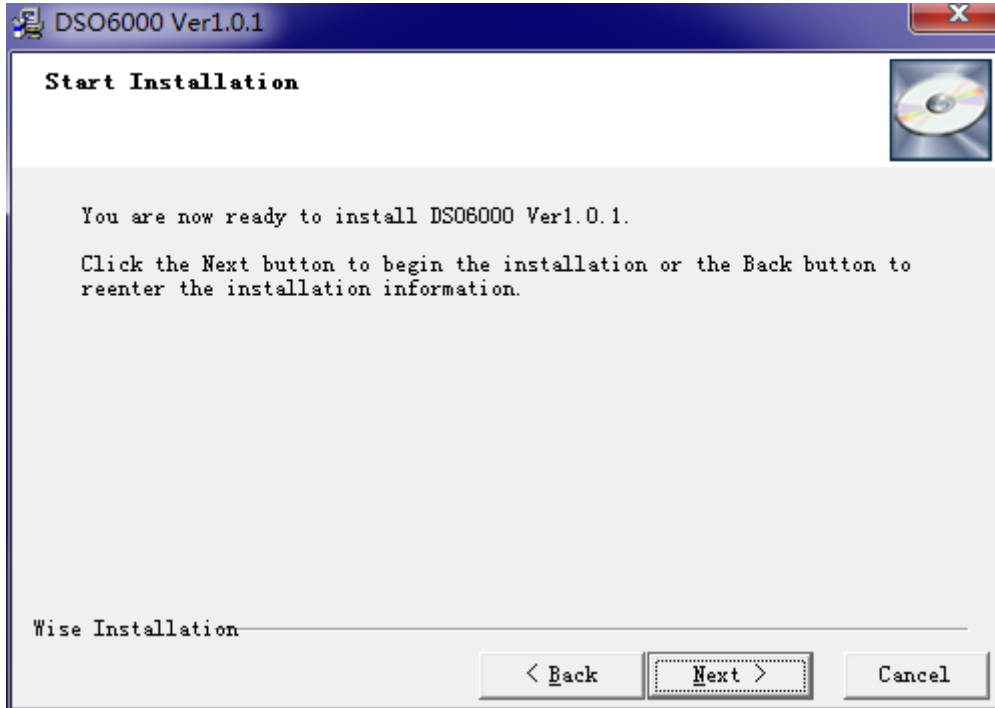 DSO6000 Ver1.0.1
Start Installation
You are now ready to install DSO6000 Ver1.0.1.
Click the Next button to begin the installation or the Back button to
reenter the installation information.
Wise Installation
< Back
Next >
Cancel